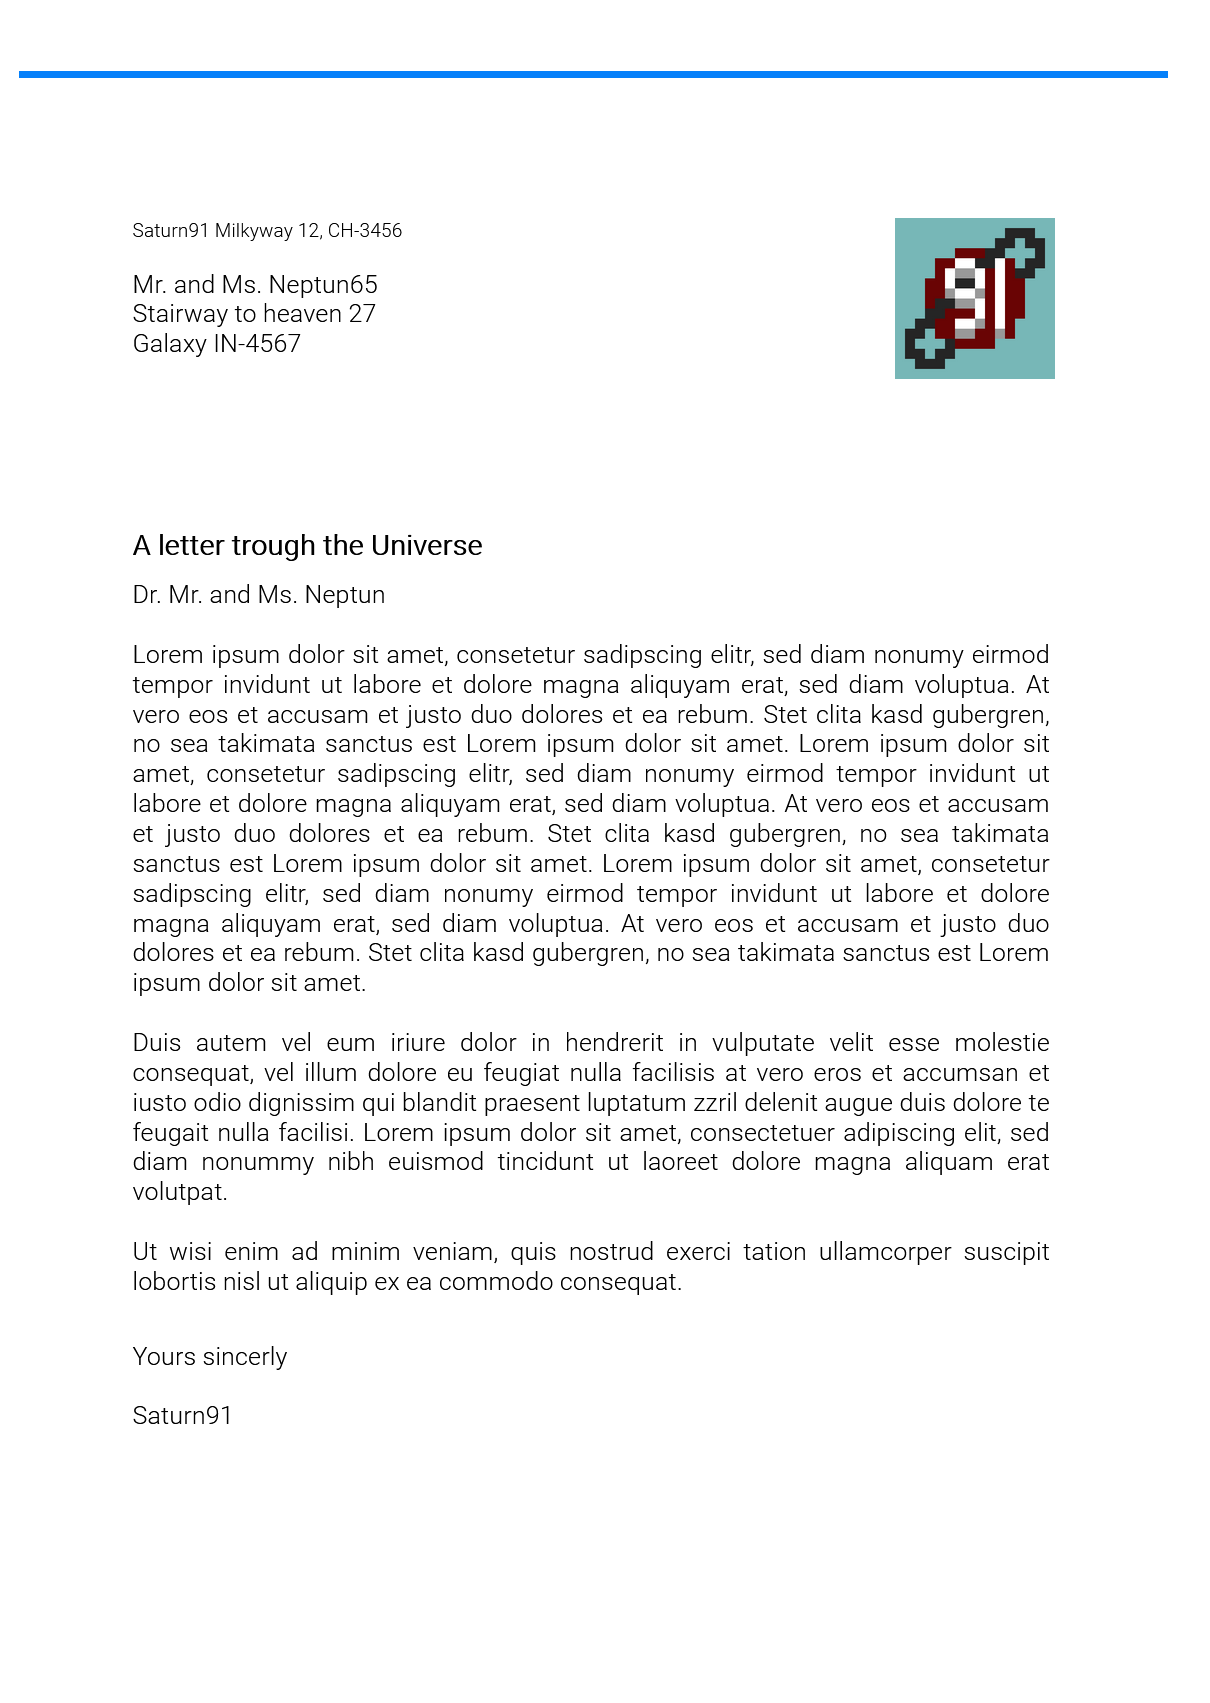 Saturn91 Milkyway 12, CH-3456
91
Mr. and Ms. Neptun65
Stairway to heaven 27
Galaxy IN-4567
A letter trough the Universe
Dr. Mr. and Ms. Neptun
Lorem ipsum dolor sit amet, consetetur sadipscing elitr, sed diam nonumy eirmod
tempor invidunt ut labore et dolore magna aliquyam erat, sed diam voluptua. At
vero eos et accusam et justo duo dolores et ea rebum. Stet clita kasd gubergren,
no sea takimata sanctus est Lorem ipsum dolor sit amet. Lorem ipsum dolor sit
amet, consetetur sadipscing elitr, sed diam nonumy eirmod tempor invidunt ut
labore et dolore magna aliquyam erat, sed diam voluptua. At vero eos et accusam
et justo duo dolores et ea rebum. Stet clita kasd gubergren, no sea takimata
sanctus est Lorem ipsum dolor sit amet. Lorem ipsum dolor sit amet, consetetur
sadipscing elitr, sed diam nonumy eirmod tempor invidunt ut labore et dolore
magna aliquyam erat, sed diam voluptua. At vero eos et accusam et justo duo
dolores et ea rebum. Stet clita kasd gubergren, no sea takimata sanctus est Lorem
ipsum dolor sit amet.
Duis autem vel eum iriure dolor in hendrerit in vulputate velit esse molestie
consequat, vel illum dolore eu feugiat nulla facilisis at vero eros et accumsan et
iusto odio dignissim qui blandit praesent luptatum zzril delenit augue duis dolore te
feugait nulla facilisi. Lorem ipsum dolor sit amet, consectetuer adipiscing elit, sed
diam nonummy nibh euismod tincidunt ut laoreet dolore magna aliquam erat
volutpat.
Ut wisi enim ad minim veniam, quis nostrud exerci tation ullamcorper suscipit
lobortis nisl ut aliquip ex ea commodo consequat.
Yours sincerly
Saturn91